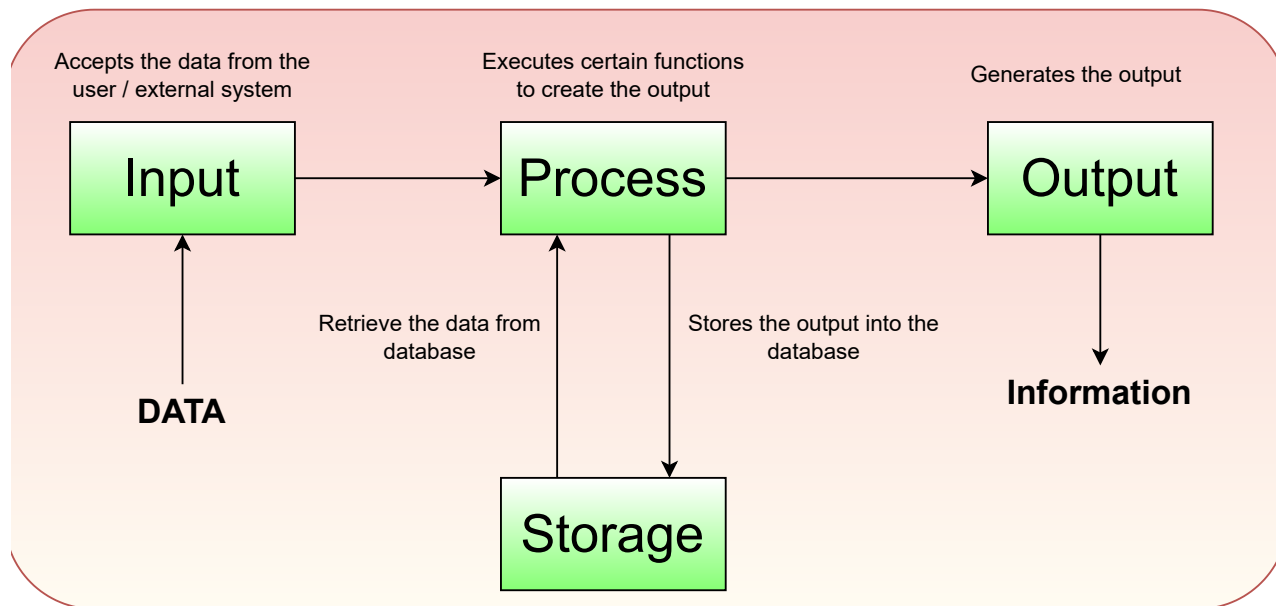 Accepts the data from the
user / external system
Executes certain functions
to create the output
Generates the output
Input
Process
Output
Retrieve the data from
database
Stores the output into the
database
DATA
Information
Storage